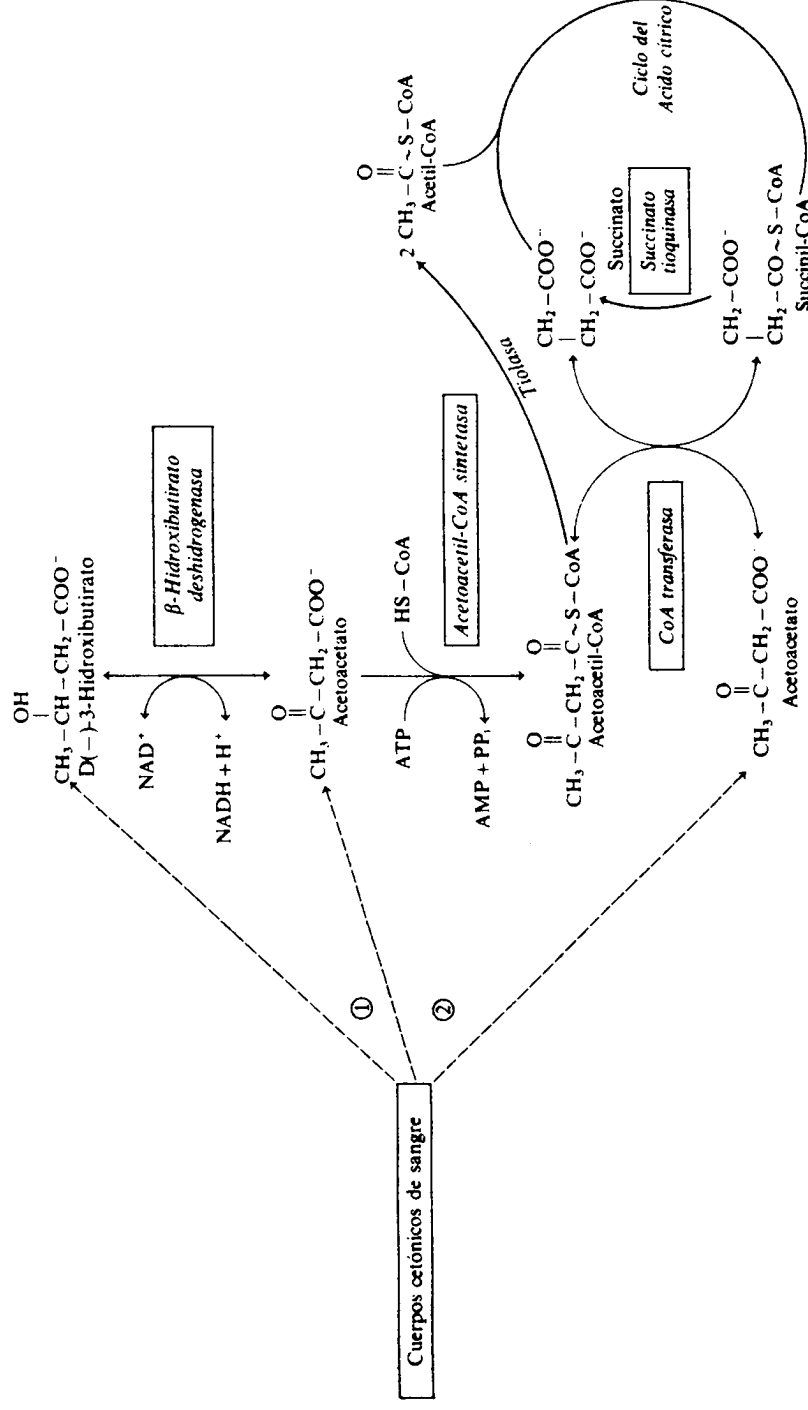 OH
|
CH₃–CH–CH₂–COO⁻
D(−)-3-Hidroxibutirato
NAD⁺
NADH + H⁺
β-Hidroxibutirato
deshidrogenasa
O
||
CH₃–C–CH₂–COO⁻
Acetoacetato
ATP
HS–CoA
AMP + PPᵢ
Acetoacetil-CoA sintetasa
O O
|| ||
CH₃–C–CH₂–C~S–CoA
Acetoacetil-CoA
Tiolasa
O
||
2 CH₃–C~S–CoA
Acetil-CoA
Cuerpos cetónicos de sangre
①
②
CoA transferasa
O
||
CH₃–C–CH₂–COO⁻
Acetoacetato
CH₂–COO⁻
|
CH₂–COO⁻
Succinato
Succinato
tioquinasa
CH₂–COO⁻
|
CH₂–CO~S–CoA
Succinil-CoA
Ciclo del
Acido cítrico